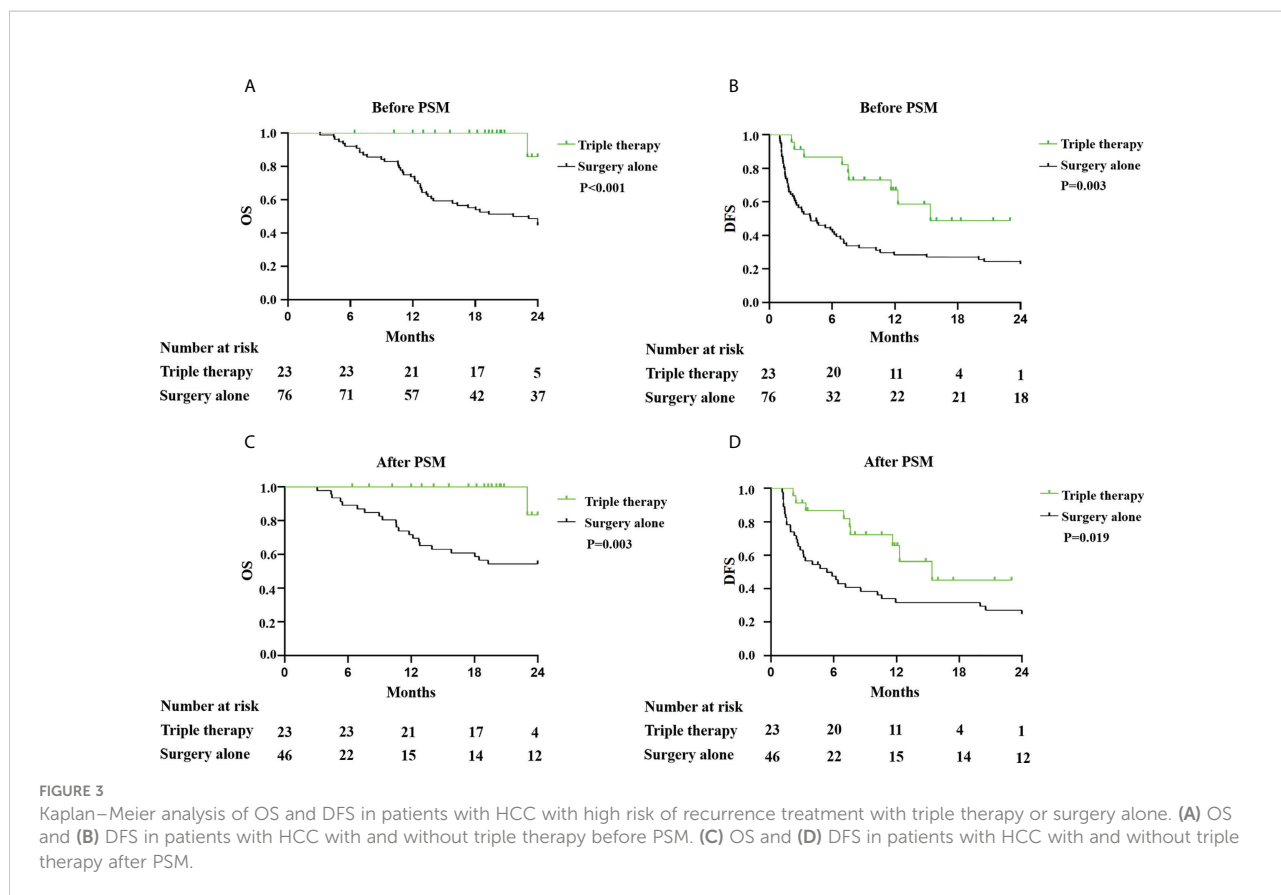 A
Before PSM
OS
1.0
0.8
0.6
0.4
0.2
0.0
0 6 12 18 24
Months
Triple therapy
Surgery alone
P<0.001
Number at risk
Triple therapy 23 23 21 17 5
Surgery alone 76 71 57 42 37
B
Before PSM
DFS
1.0
0.8
0.6
0.4
0.2
0.0
0 6 12 18 24
Months
Triple therapy
Surgery alone
P=0.003
Number at risk
Triple therapy 23 20 11 4 1
Surgery alone 76 32 22 21 18
C
After PSM
OS
1.0
0.8
0.6
0.4
0.2
0.0
0 6 12 18 24
Months
Triple therapy
Surgery alone
P=0.003
Number at risk
Triple therapy 23 23 21 17 4
Surgery alone 46 22 15 14 12
D
After PSM
DFS
1.0
0.8
0.6
0.4
0.2
0.0
0 6 12 18 24
Months
Triple therapy
Surgery alone
P=0.019
Number at risk
Triple therapy 23 20 11 4 1
Surgery alone 46 22 15 14 12
FIGURE 3
Kaplan–Meier analysis of OS and DFS in patients with HCC with high risk of recurrence treatment with triple therapy or surgery alone. (A) OS
and (B) DFS in patients with HCC with and without triple therapy before PSM. (C) OS and (D) DFS in patients with HCC with and without triple
therapy after PSM.